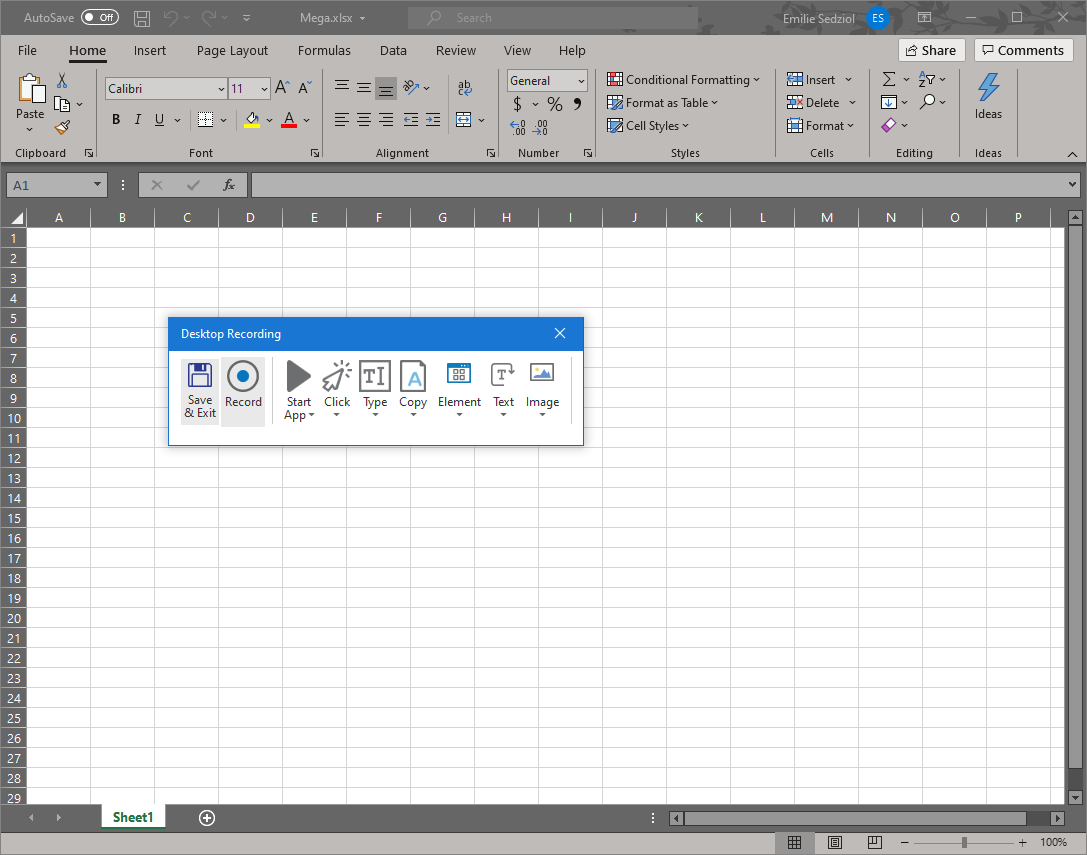 AutoSave Off Mega.xlsx Search Emilie Sedziol ES
File Home Insert Page Layout Formulas Data Review View Help Share Comments
Paste
Calibri 11
B I U A
A^ A˅
ab
General
$ % 9
.00
.00
Conditional Formatting
Format as Table
Cell Styles
Insert
Delete
Format
Ideas
Clipboard Font Alignment Number Styles Cells Editing Ideas
A1 fx
A B C D E F G H I J K L M N O P
1
2
3
4
5
6
7
8
9
10
11
12
13
14
15
16
17
18
19
20
21
22
23
24
25
26
27
28
29
Desktop Recording
Save
& Exit
Record
Start
App
Click
Type
Copy
Element
Text
Image
Sheet1
100%